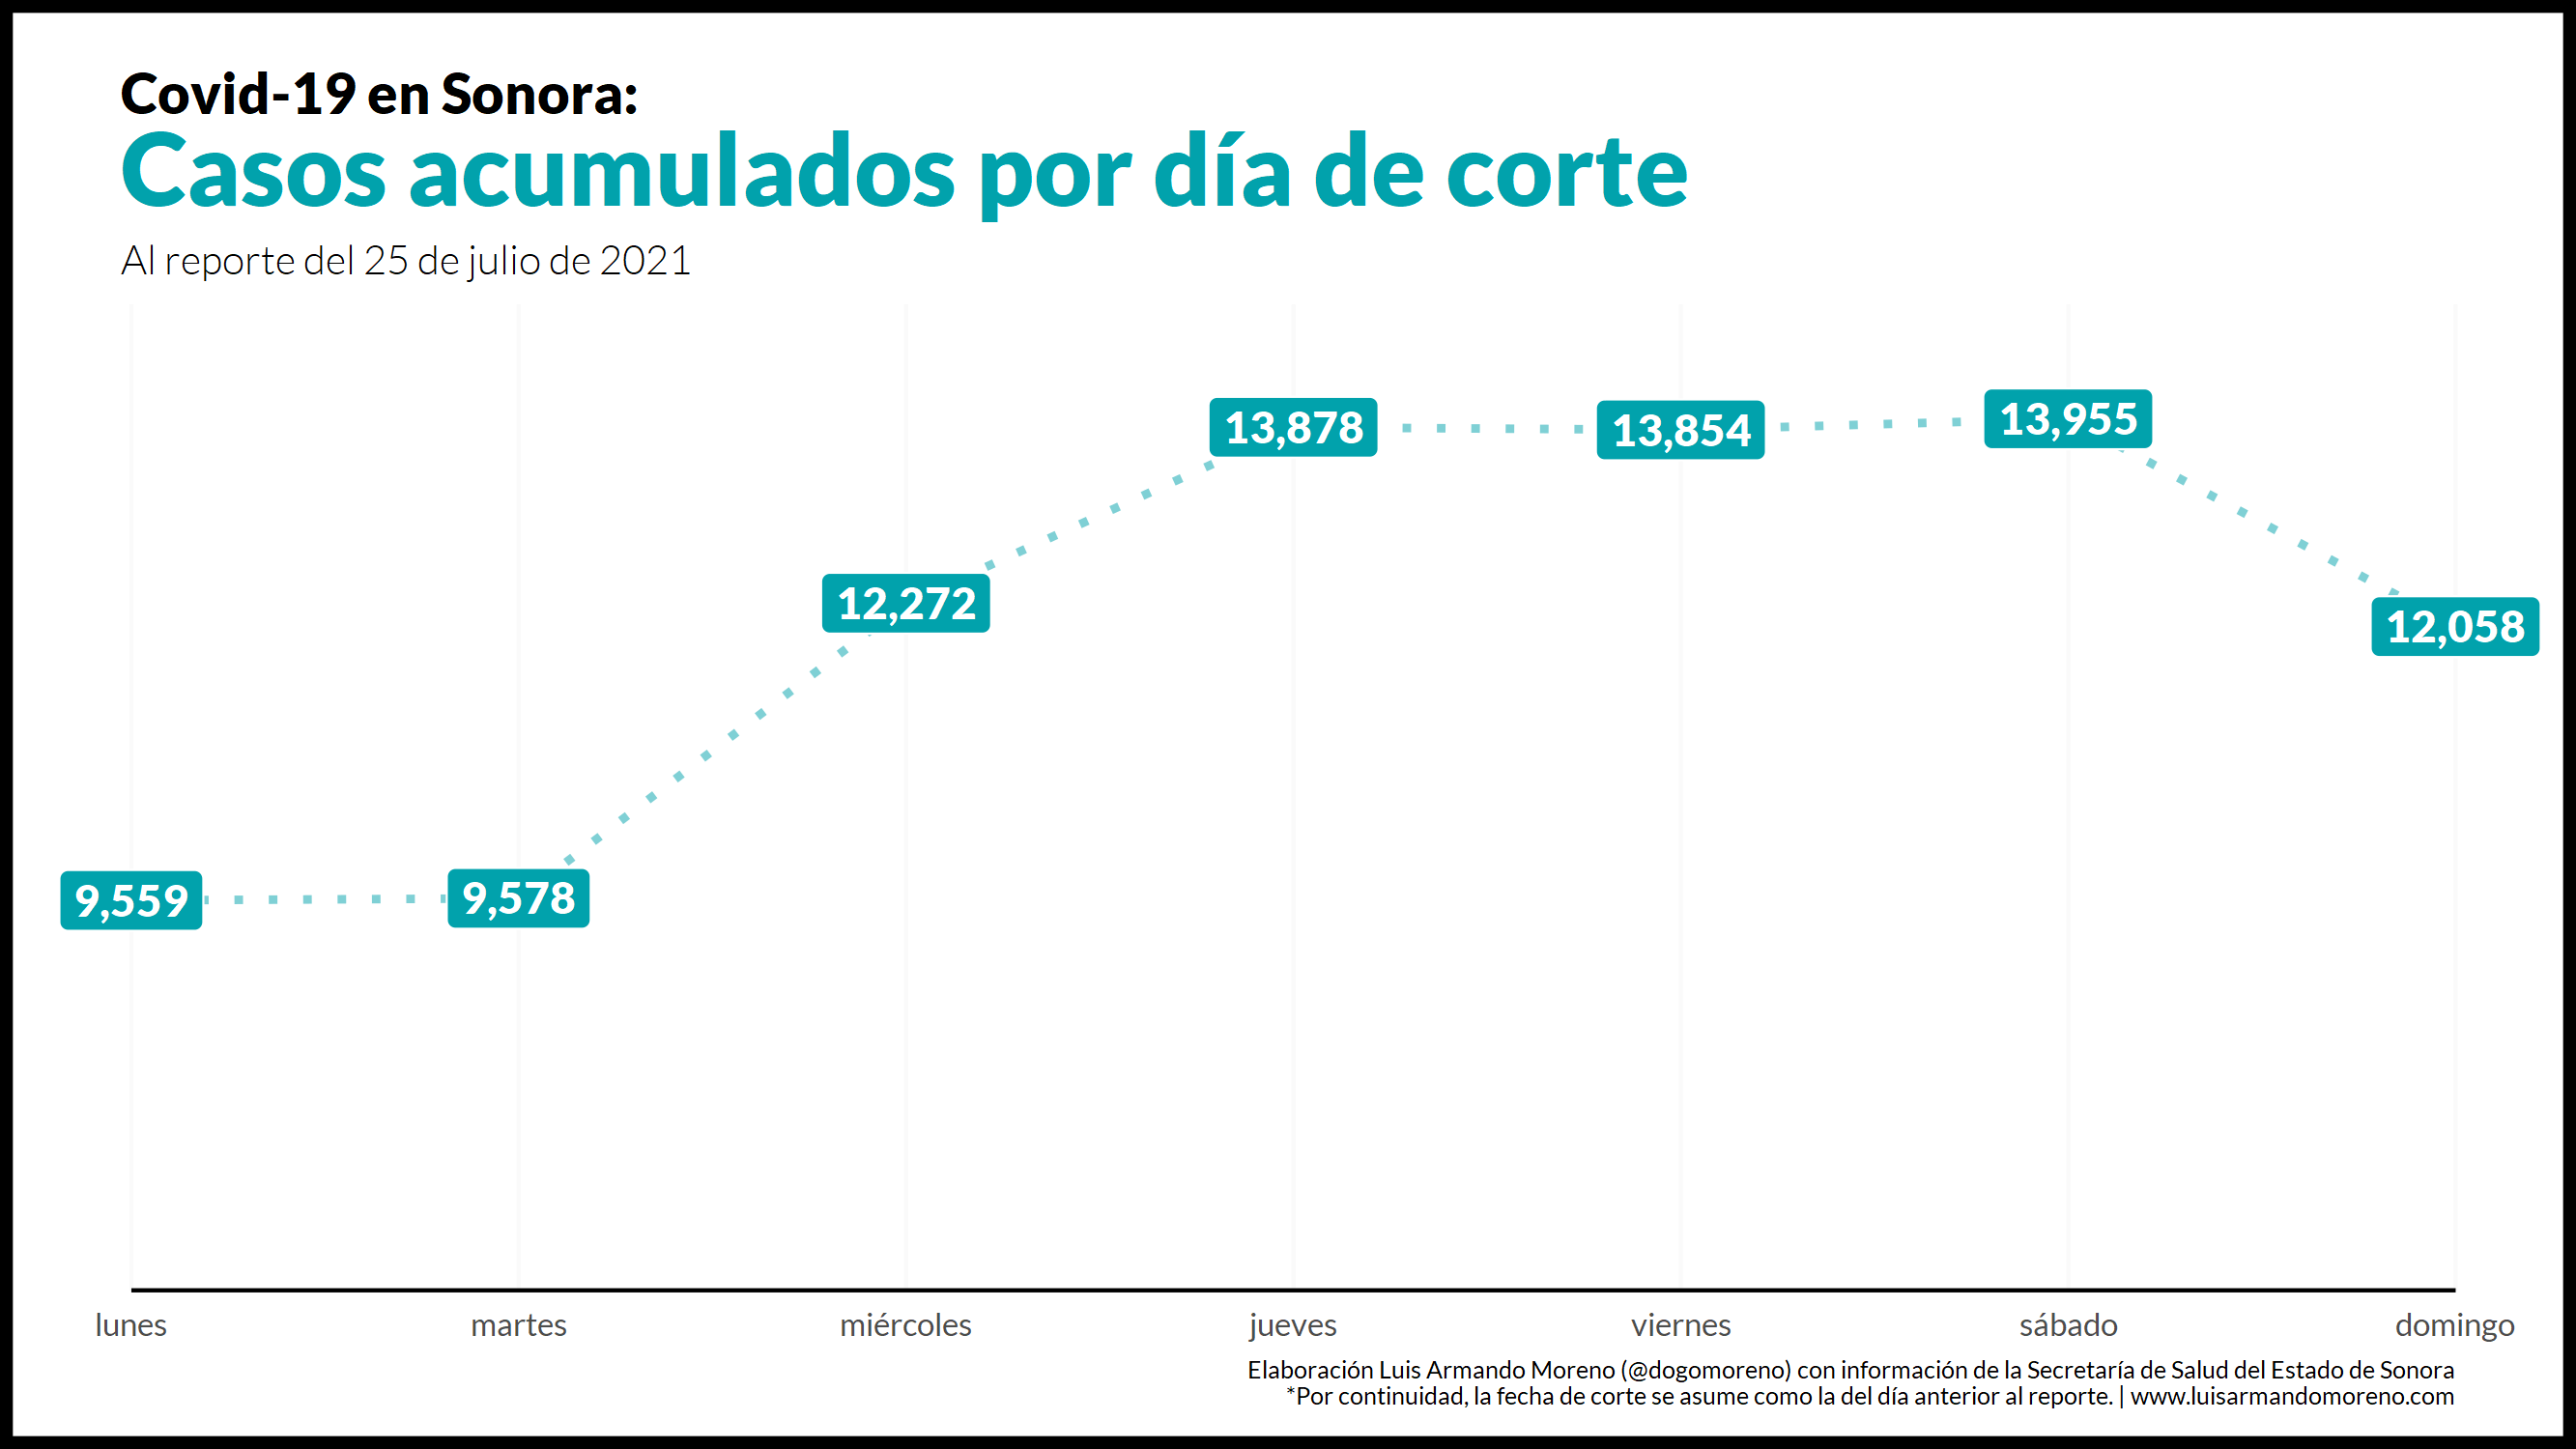 Covid-19 en Sonora:
Casos acumulados por día de corte
Al reporte del 25 de julio de 2021
13,955
13,878
13,854
12,272
12,058
9,578
9,559
lunes martes miércoles jueves viernes sábado domingo
Elaboración Luis Armando Moreno (@dogomoreno) con información de la Secretaría de Salud del Estado de Sonora
*Por continuidad, la fecha de corte se asume como la del día anterior al reporte. | www.luisarmandomoreno.com